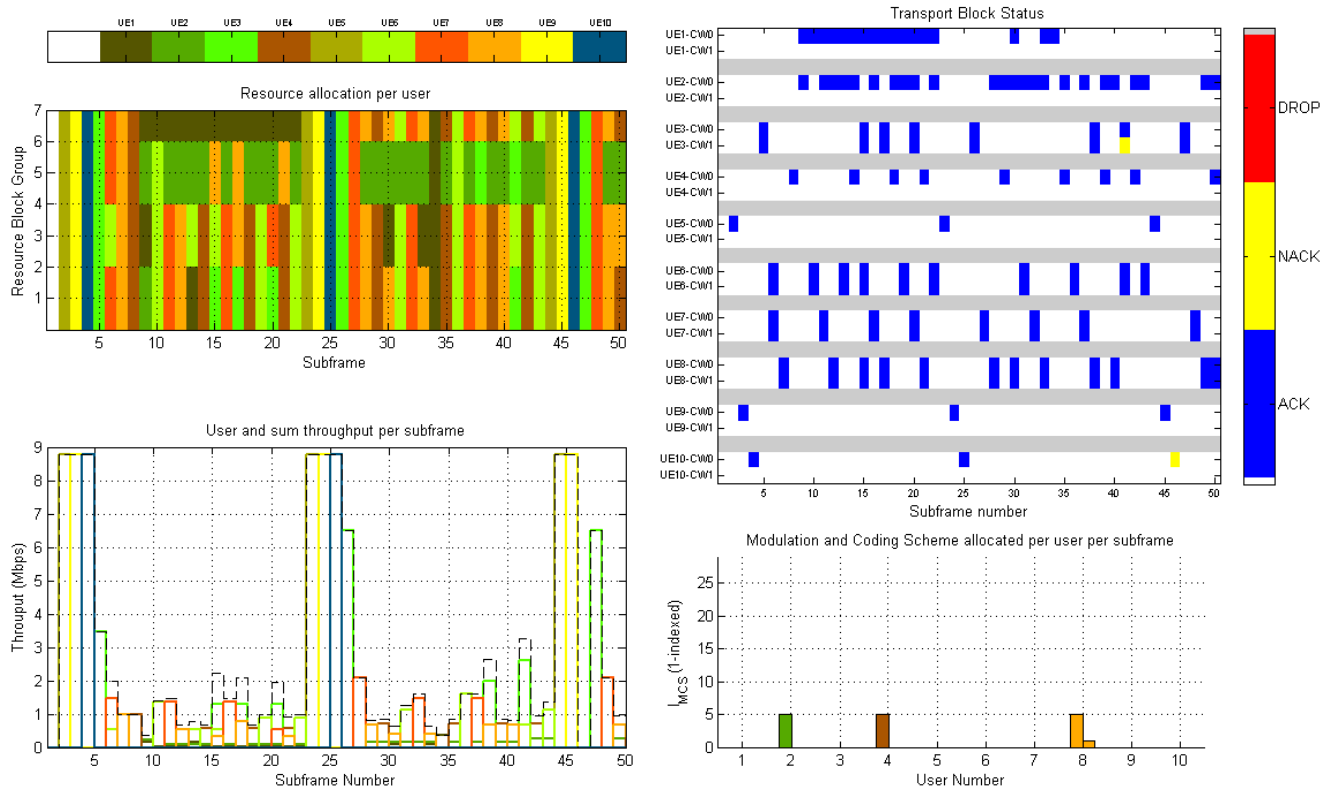 UE1 UE2 UE3 UE4 UE5 UE6 UE7 UE8 UE9 UE10
Resource allocation per user
Resource Block Group
7
6
5
4
3
2
1
5 10 15 20 25 30 35 40 45 50
Subframe
User and sum throughput per subframe
Throuput (Mbps)
9
8
7
6
5
4
3
2
1
0
5 10 15 20 25 30 35 40 45 50
Subframe Number
Transport Block Status
UE1-CW0
UE1-CW1
UE2-CW0
UE2-CW1
UE3-CW0
UE3-CW1
UE4-CW0
UE4-CW1
UE5-CW0
UE5-CW1
UE6-CW0
UE6-CW1
UE7-CW0
UE7-CW1
UE8-CW0
UE8-CW1
UE9-CW0
UE9-CW1
UE10-CW0
UE10-CW1
5 10 15 20 25 30 35 40 45 50
Subframe number
DROP
NACK
ACK
Modulation and Coding Scheme allocated per user per subframe
I_MCS (1-indexed)
25
20
15
10
5
0
1 2 3 4 5 6 7 8 9 10
User Number